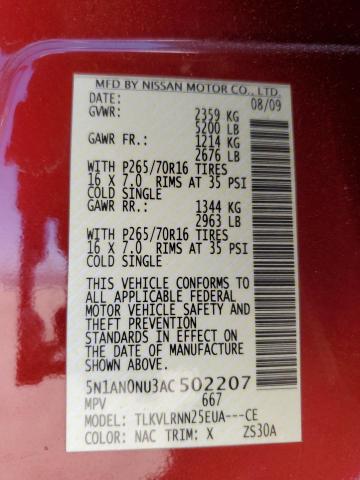 MFD BY NISSAN MOTOR CO., LTD.
DATE: 08/09
GVWR: 2359 KG
5200 LB
GAWR FR.: 1214 KG
2676 LB
WITH P265/70R16 TIRES
16 X 7.0 RIMS AT 35 PSI
COLD SINGLE
GAWR RR.: 1344 KG
2963 LB
WITH P265/70R16 TIRES
16 X 7.0 RIMS AT 35 PSI
COLD SINGLE
THIS VEHICLE CONFORMS TO
ALL APPLICABLE FEDERAL
MOTOR VEHICLE SAFETY AND
THEFT PREVENTION
STANDARDS IN EFFECT ON
THE DATE OF MANUFACTURE
SHOWN ABOVE.
5N1AN0NU3AC502207
MPV 667
MODEL: TLKVLRNN25EUA---CE
COLOR: NAC TRIM: X ZS30A